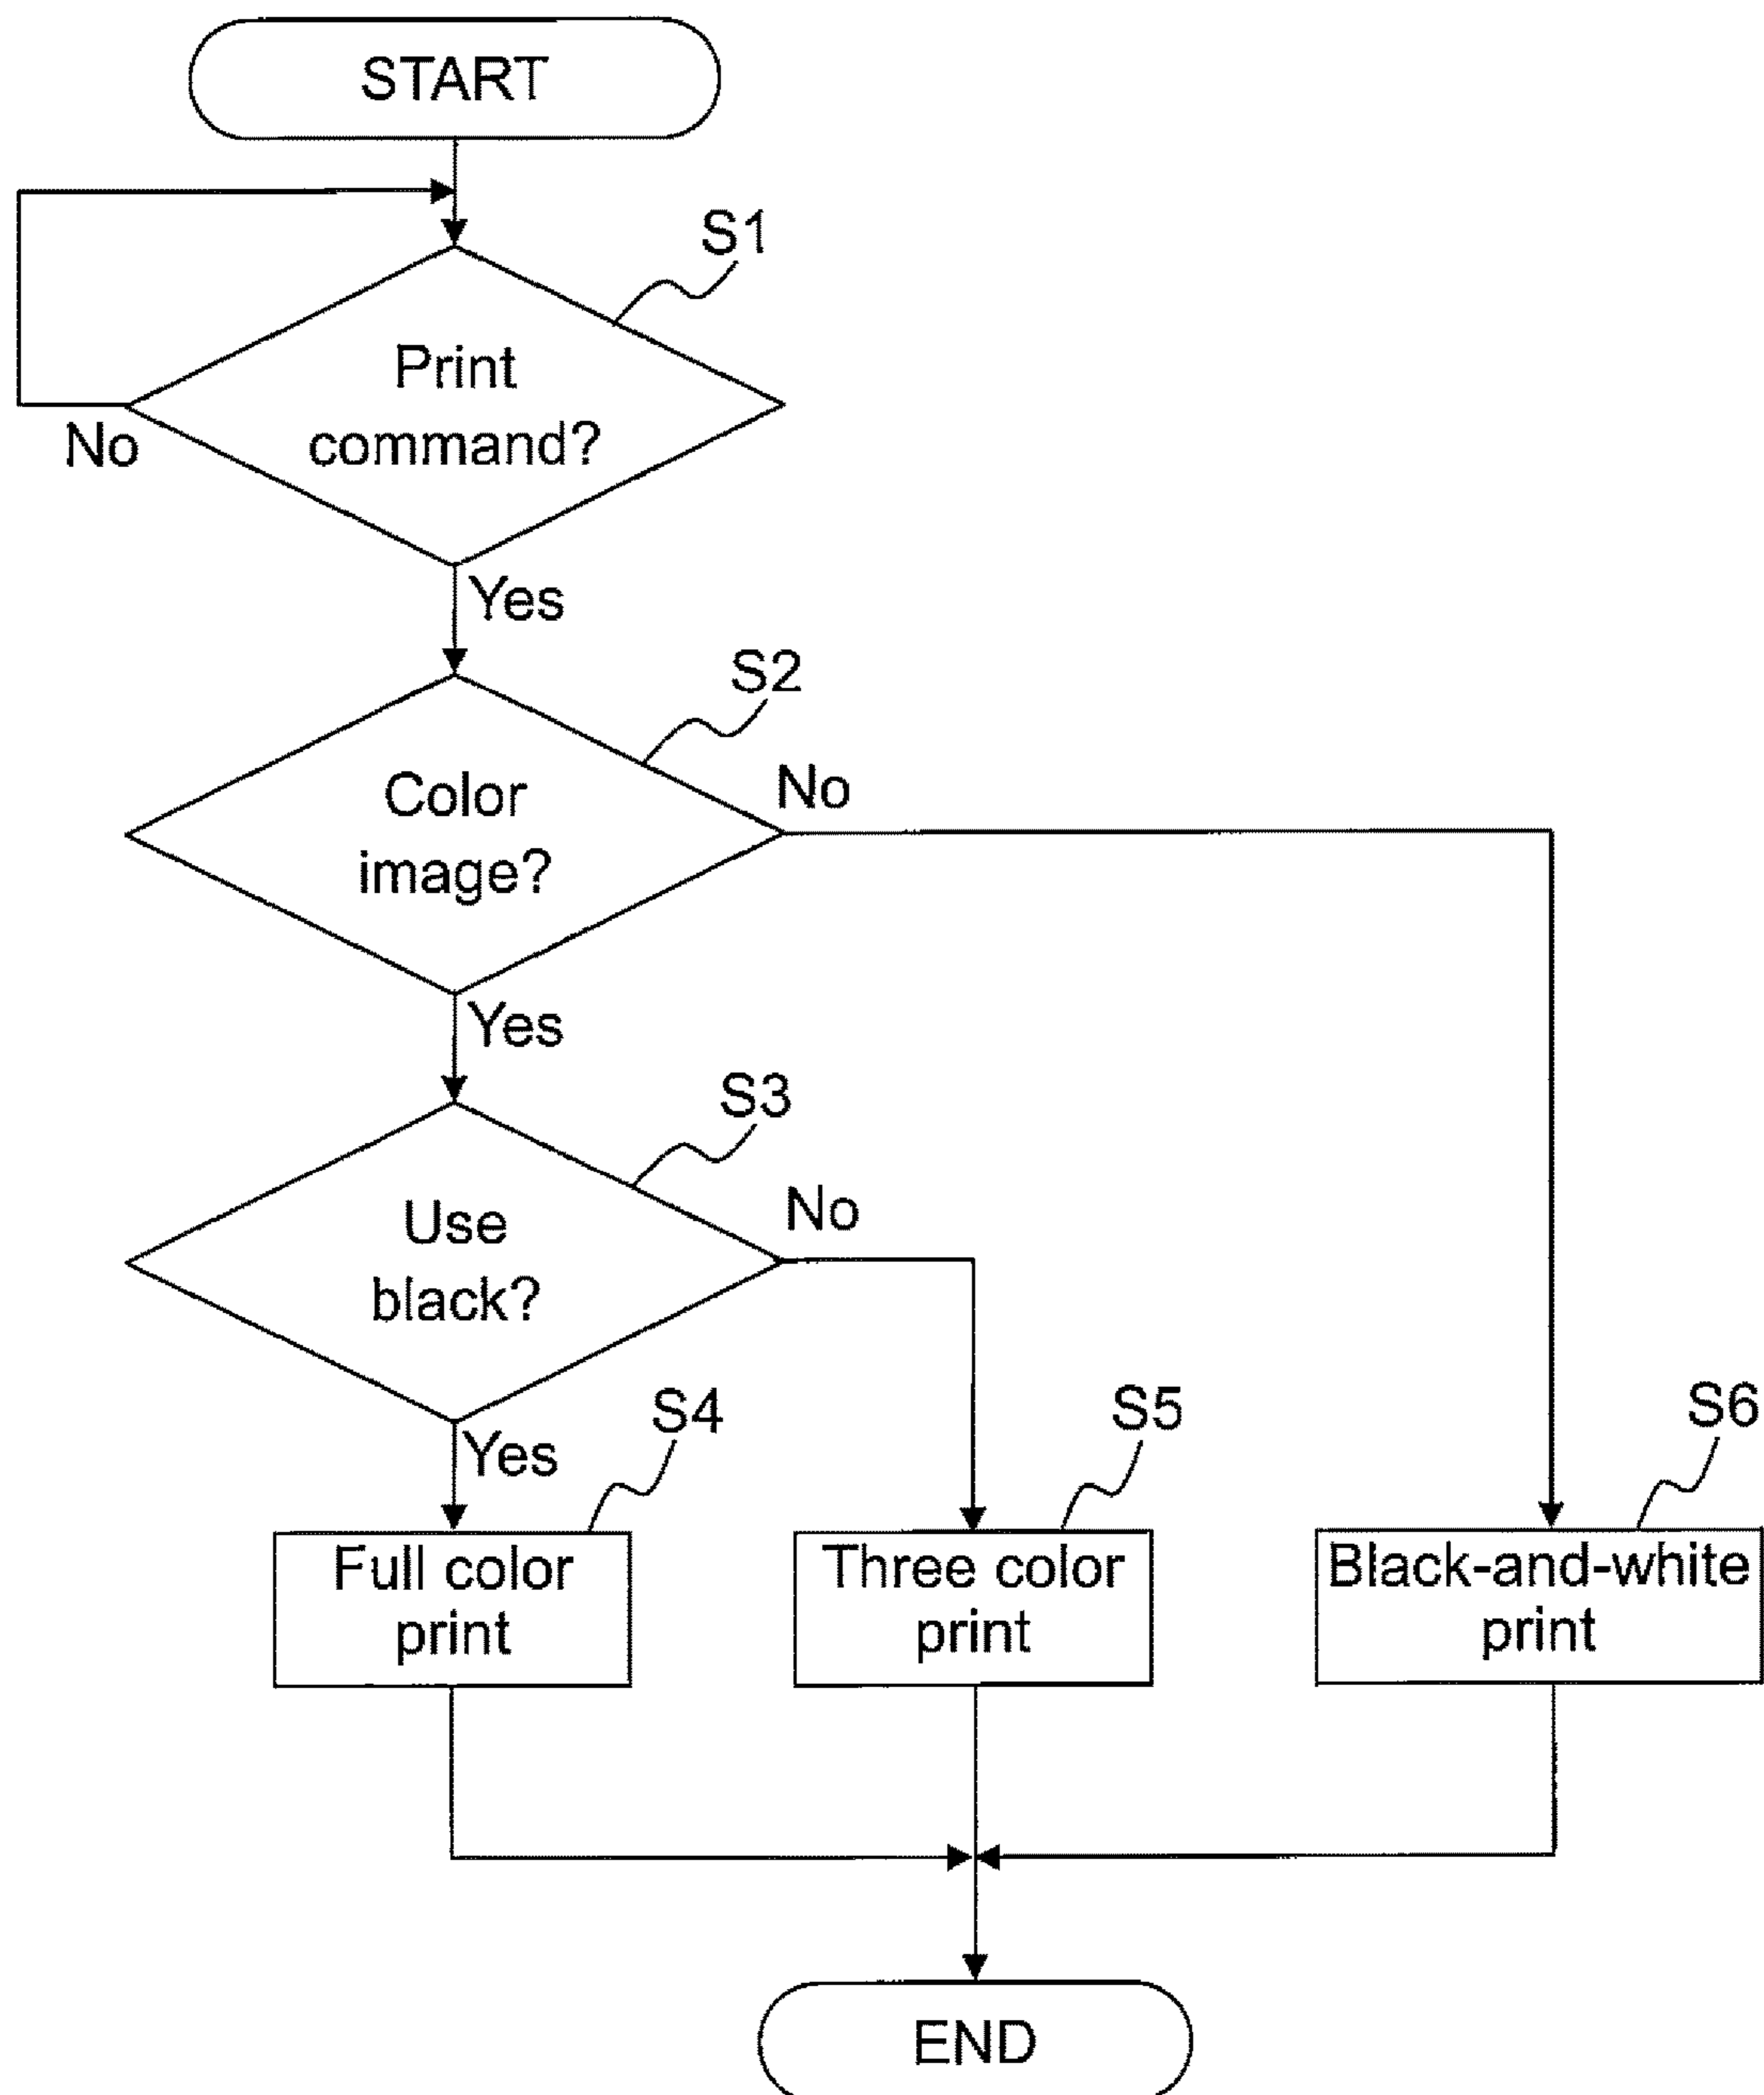 START
S1
Print
command?
No
Yes
S2
Color
image?
No
Yes
S3
Use
black?
No
Yes
S4
S5
S6
Full color
print
Three color
print
Black-and-white
print
END